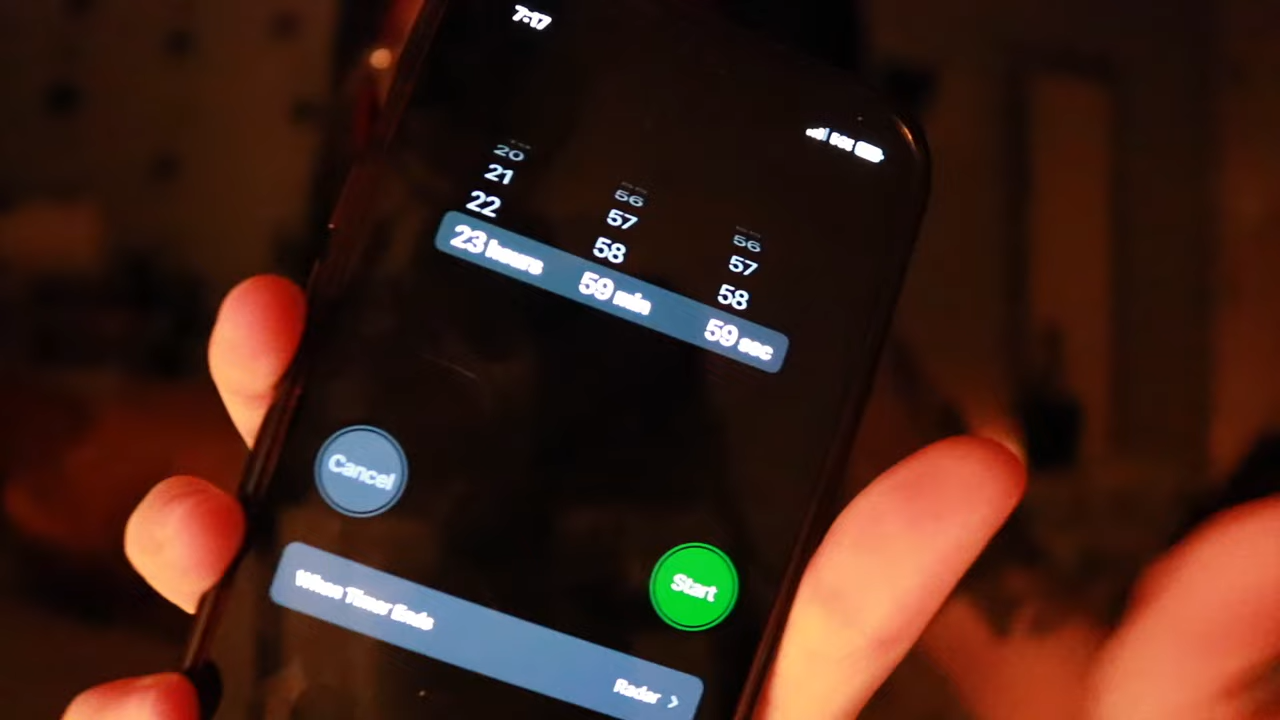 7:17
20
21 56 56
22 57 57
58 58
23 hours 59 min 59 sec
Cancel
Start
When Timer Ends
Radar >